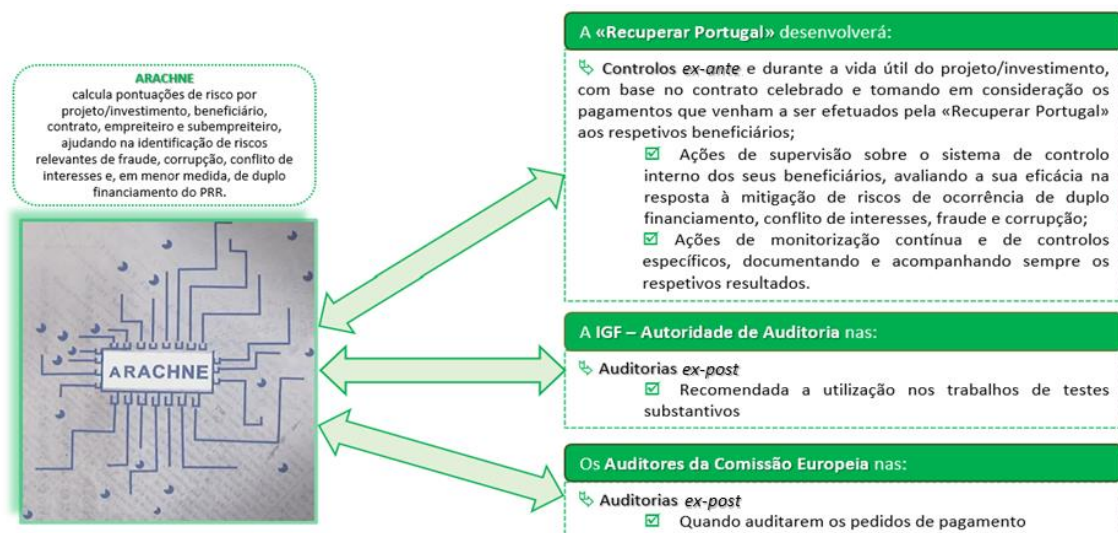 ARACHNE
calcula pontuações de risco por
projeto/investimento, beneficiário,
contrato, empreiteiro e subempreiteiro,
ajudando na identificação de riscos
relevantes de fraude, corrupção, conflito de
interesses e, em menor medida, de duplo
financiamento do PRR.
ARACHNE
A «Recuperar Portugal» desenvolverá:
Controlos ex-ante e durante a vida útil do projeto/investimento,
com base no contrato celebrado e tomando em consideração os
pagamentos que venham a ser efetuados pela «Recuperar Portugal»
aos respetivos beneficiários;
Ações de supervisão sobre o sistema de controlo
interno dos seus beneficiários, avaliando a sua eficácia na
resposta à mitigação de riscos de ocorrência de duplo
financiamento, conflito de interesses, fraude e corrupção;
Ações de monitorização contínua e de controlos
específicos, documentando e acompanhando sempre os
respetivos resultados.
A IGF – Autoridade de Auditoria nas:
Auditorias ex-post
Recomendada a utilização nos trabalhos de testes
substantivos
Os Auditores da Comissão Europeia nas:
Auditorias ex-post
Quando auditarem os pedidos de pagamento